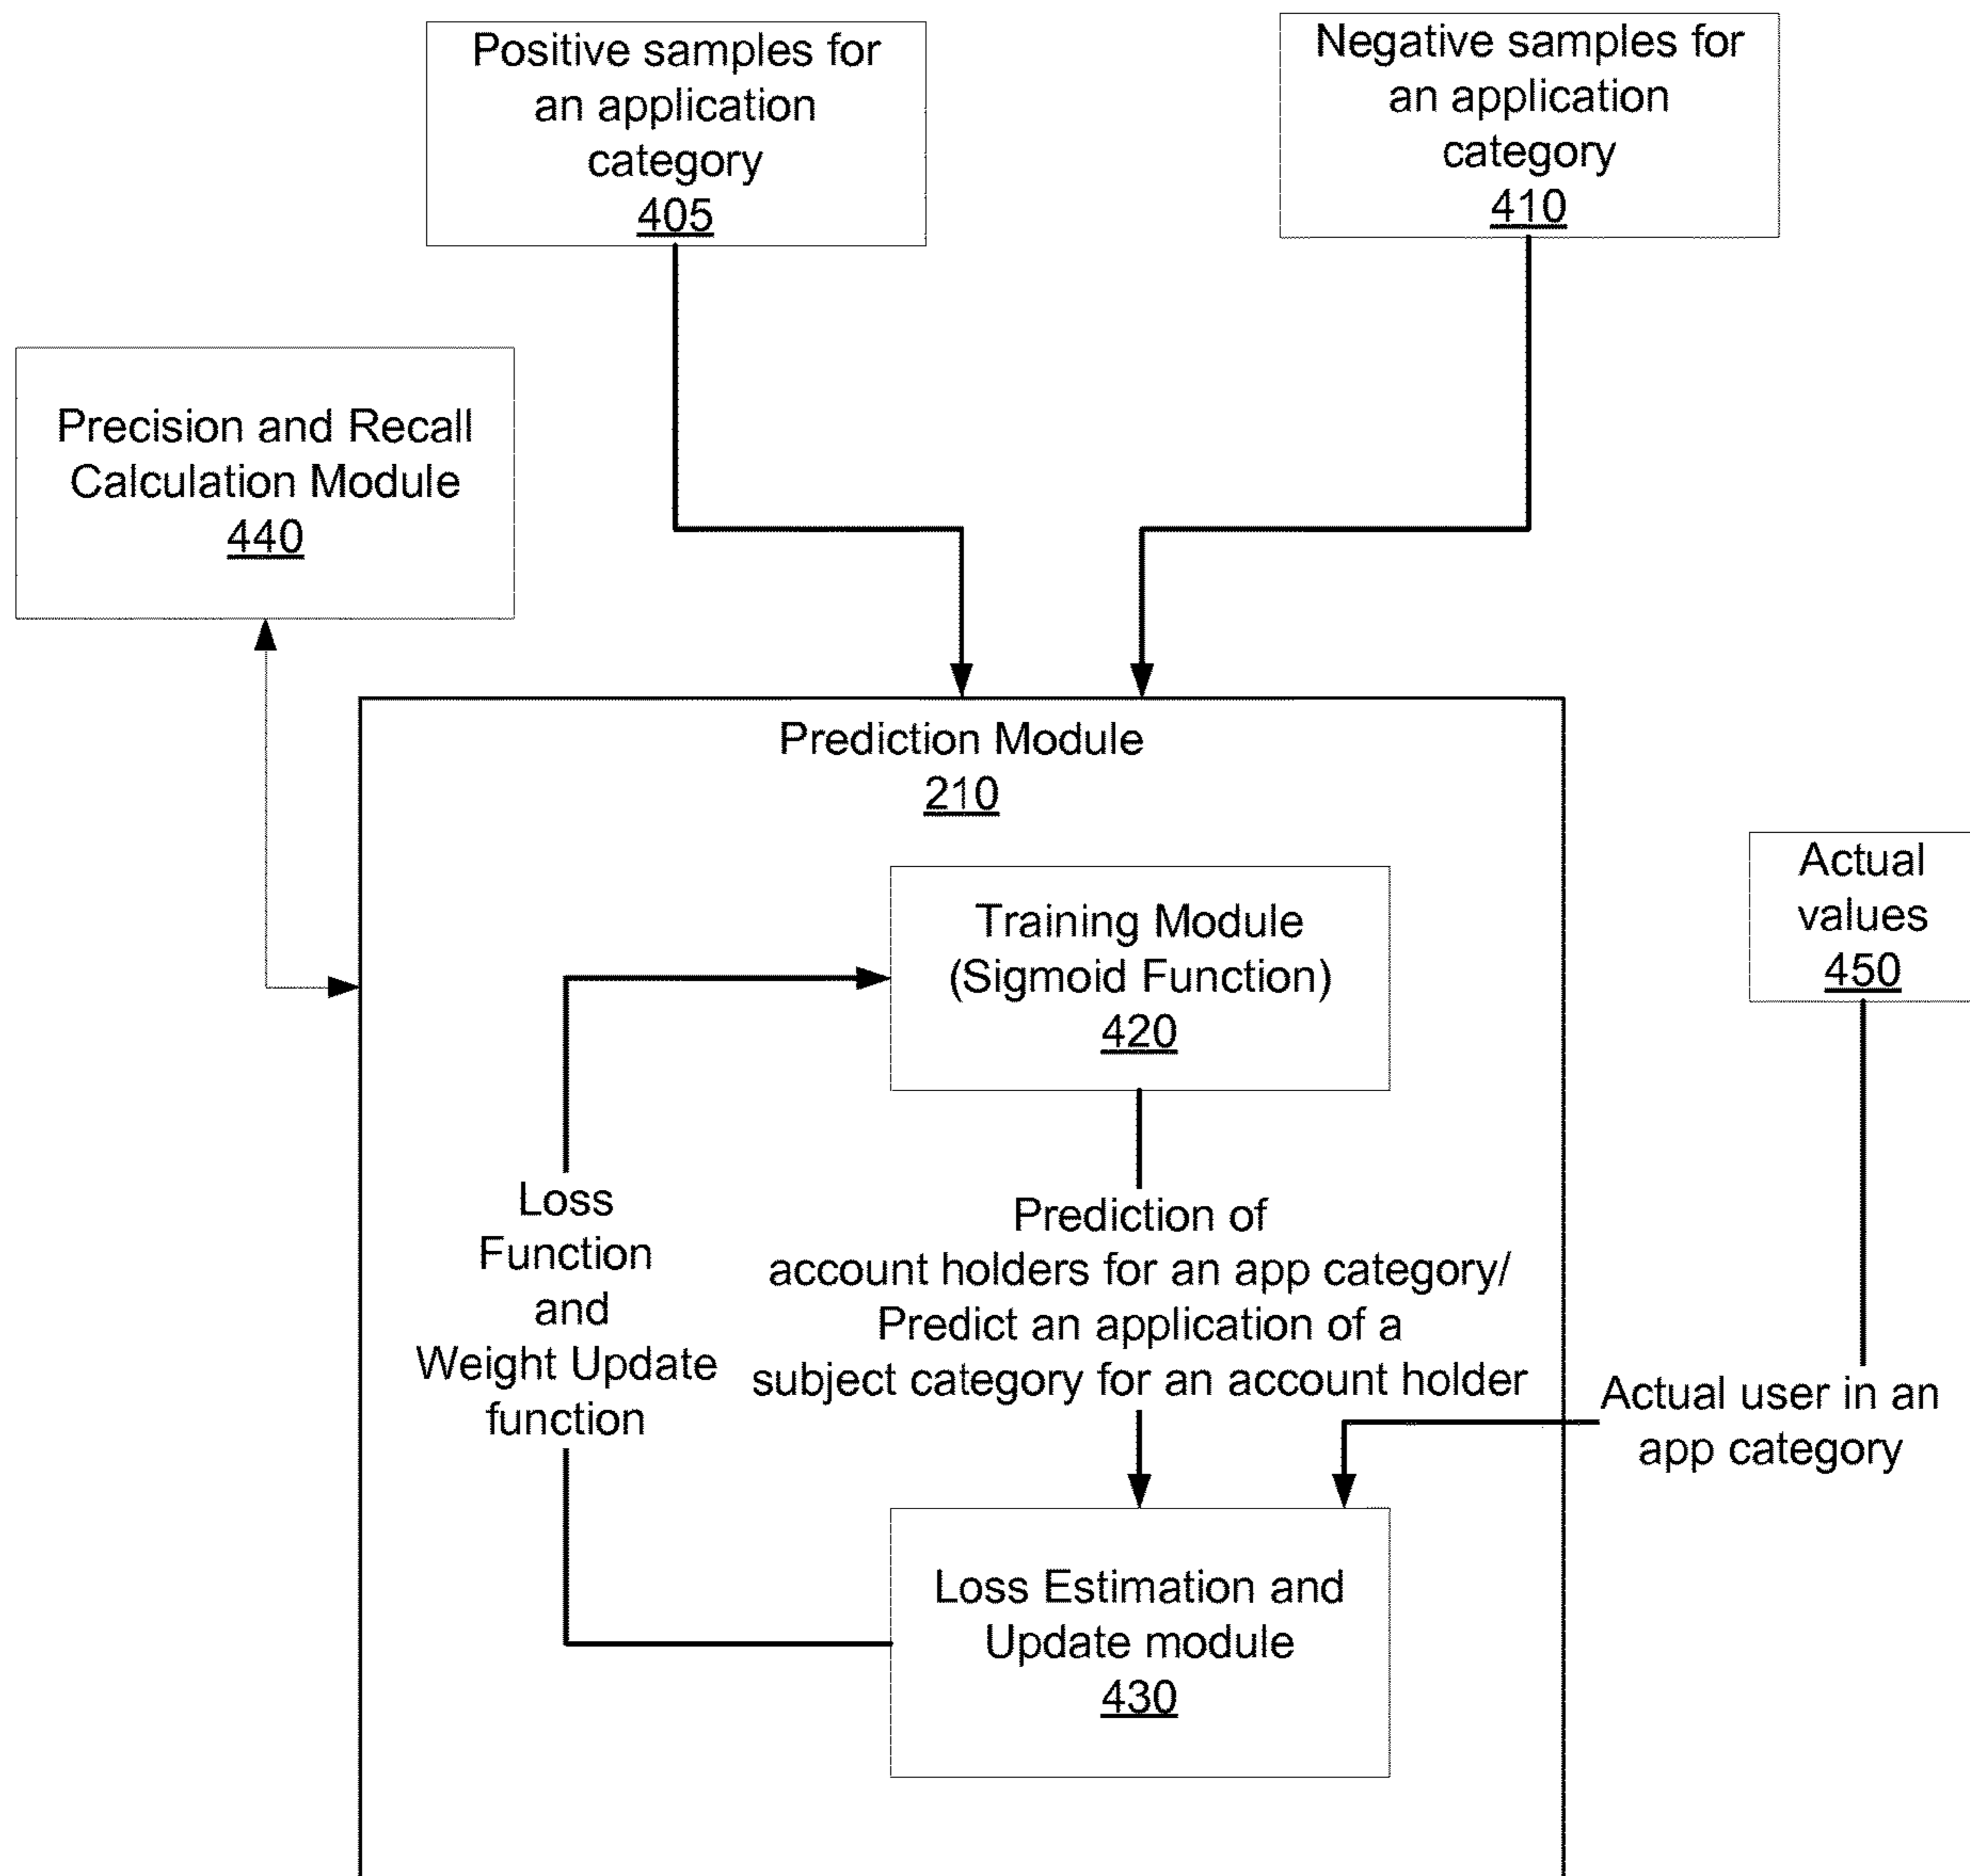 Positive samples for
an application
category
405
Negative samples for
an application
category
410
Precision and Recall
Calculation Module
440
Prediction Module
210
Training Module
(Sigmoid Function)
420
Actual
values
450
Loss
Function
and
Weight Update
function
Prediction of
account holders for an app category/
Predict an application of a
subject category for an account holder
Actual user in an
app category
Loss Estimation and
Update module
430